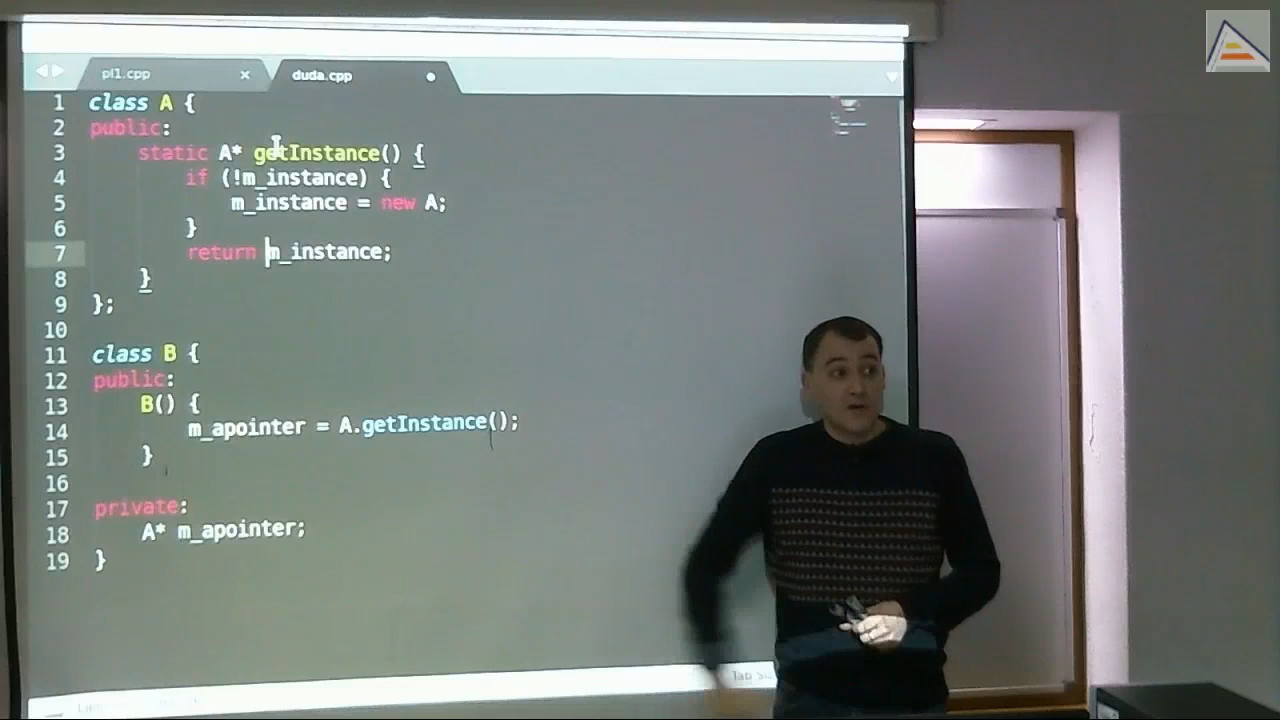 pl1.cpp
duda.cpp
1 class A {
2 public:
3 static A* getInstance() {
4 if (!m_instance) {
5 m_instance = new A;
6 }
7 return m_instance;
8 }
9 };
10
11 class B {
12 public:
13 B() {
14 m_apointer = A.getInstance();
15 }
16
17 private:
18 A* m_apointer;
19 }
Tab